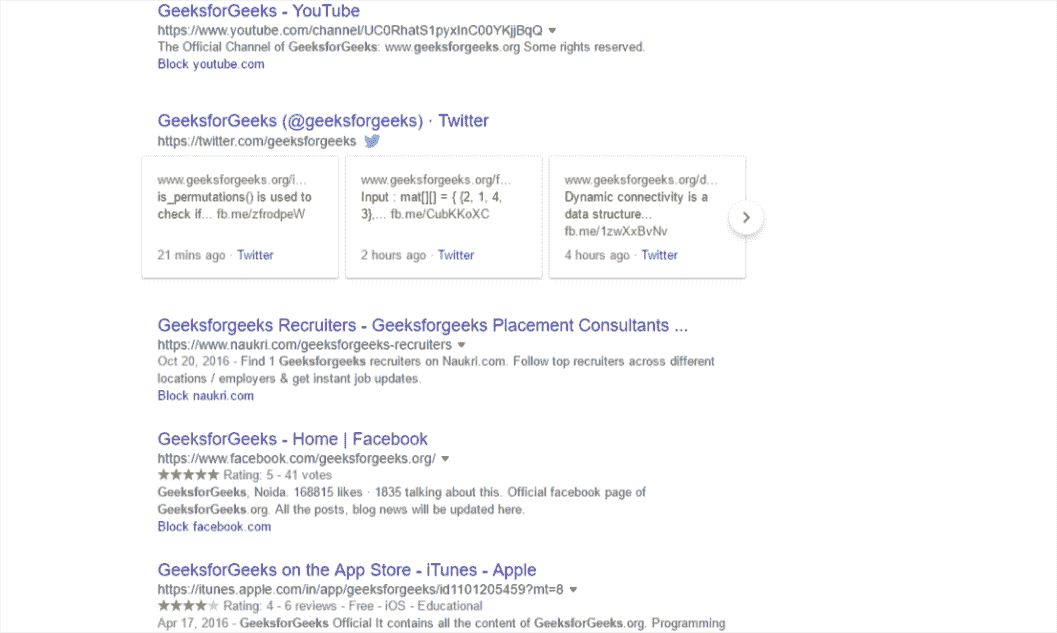 GeeksforGeeks - YouTube
https://www.youtube.com/channel/UC0RhatS1pyxInC00YKjjBqQ
The Official Channel of GeeksforGeeks: www.geeksforgeeks.org Some rights reserved.
Block youtube.com
GeeksforGeeks (@geeksforgeeks) · Twitter
https://twitter.com/geeksforgeeks
www.geeksforgeeks.org/i...
is_permutations() is used to
check if... fb.me/zfrodpeW
21 mins ago · Twitter
www.geeksforgeeks.org/f...
Input : mat[][] = { {2, 1, 4,
3},... fb.me/CubKKoXC
2 hours ago · Twitter
www.geeksforgeeks.org/d...
Dynamic connectivity is a
data structure...
fb.me/1zwXxBvNv
4 hours ago · Twitter
Geeksforgeeks Recruiters - Geeksforgeeks Placement Consultants ...
https://www.naukri.com/geeksforgeeks-recruiters
Oct 20, 2016 - Find 1 Geeksforgeeks recruiters on Naukri.com. Follow top recruiters across different
locations / employers & get instant job updates.
Block naukri.com
GeeksforGeeks - Home | Facebook
https://www.facebook.com/geeksforgeeks.org/
Rating: 5 - 41 votes
GeeksforGeeks, Noida. 168815 likes · 1835 talking about this. Official facebook page of
GeeksforGeeks.org. All the posts, blog news will be updated here.
Block facebook.com
GeeksforGeeks on the App Store - iTunes - Apple
https://itunes.apple.com/in/app/geeksforgeeks/id1101205459?mt=8
Rating: 4 - 6 reviews - Free - iOS - Educational
Apr 17, 2016 - GeeksforGeeks Official It contains all the content of GeeksforGeeks.org. Programming